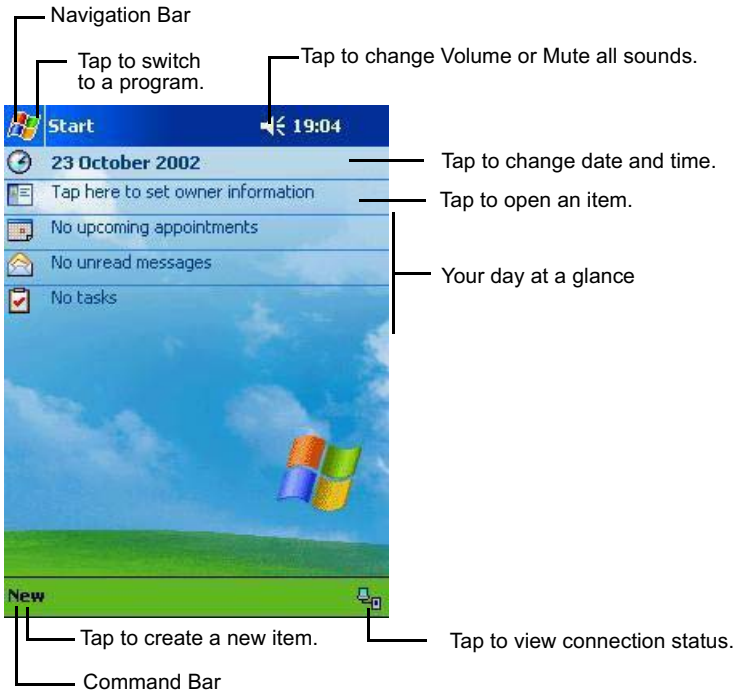 Navigation Bar
Tap to switch
to a program.
Tap to change Volume or Mute all sounds.
Start
19:04
23 October 2002
Tap to change date and time.
Tap here to set owner information
Tap to open an item.
No upcoming appointments
No unread messages
Your day at a glance
No tasks
New
Tap to create a new item.
Tap to view connection status.
Command Bar